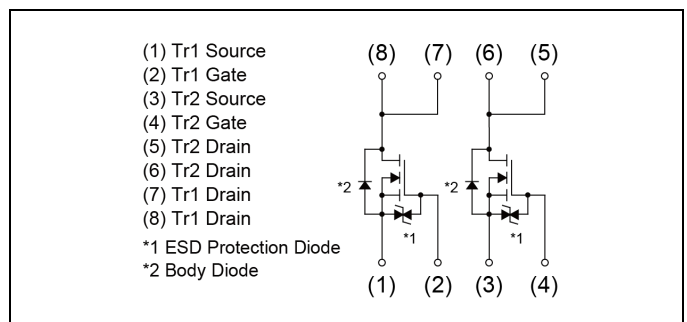 (1) Tr1 Source
(2) Tr1 Gate
(3) Tr2 Source
(4) Tr2 Gate
(5) Tr2 Drain
(6) Tr2 Drain
(7) Tr1 Drain
(8) Tr1 Drain
*1 ESD Protection Diode
*2 Body Diode
(8) (7) (6) (5)
*2 *2
*1 *1
(1) (2) (3) (4)